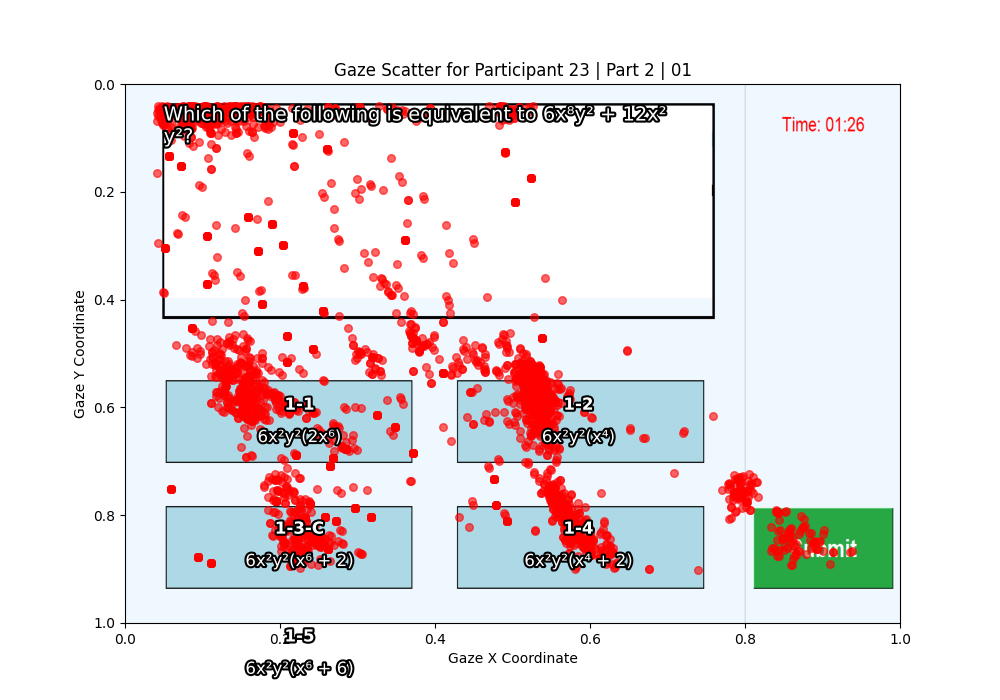 Gaze Scatter for Participant 23 | Part 2 | 01
Which of the following is equivalent to 6x⁸y² + 12x²
y²?
Time: 01:26
1-1
6x²y²(2x⁶)
1-2
6x²y²(x⁴)
1-3-C
6x²y²(x⁶ + 2)
1-4
6x²y²(x⁴ + 2)
Submit
1-5
6x²y²(x⁶ + 6)
Gaze Y Coordinate
0.0
0.2
0.4
0.6
0.8
1.0
0.0 0.2 0.4 0.6 0.8 1.0
Gaze X Coordinate